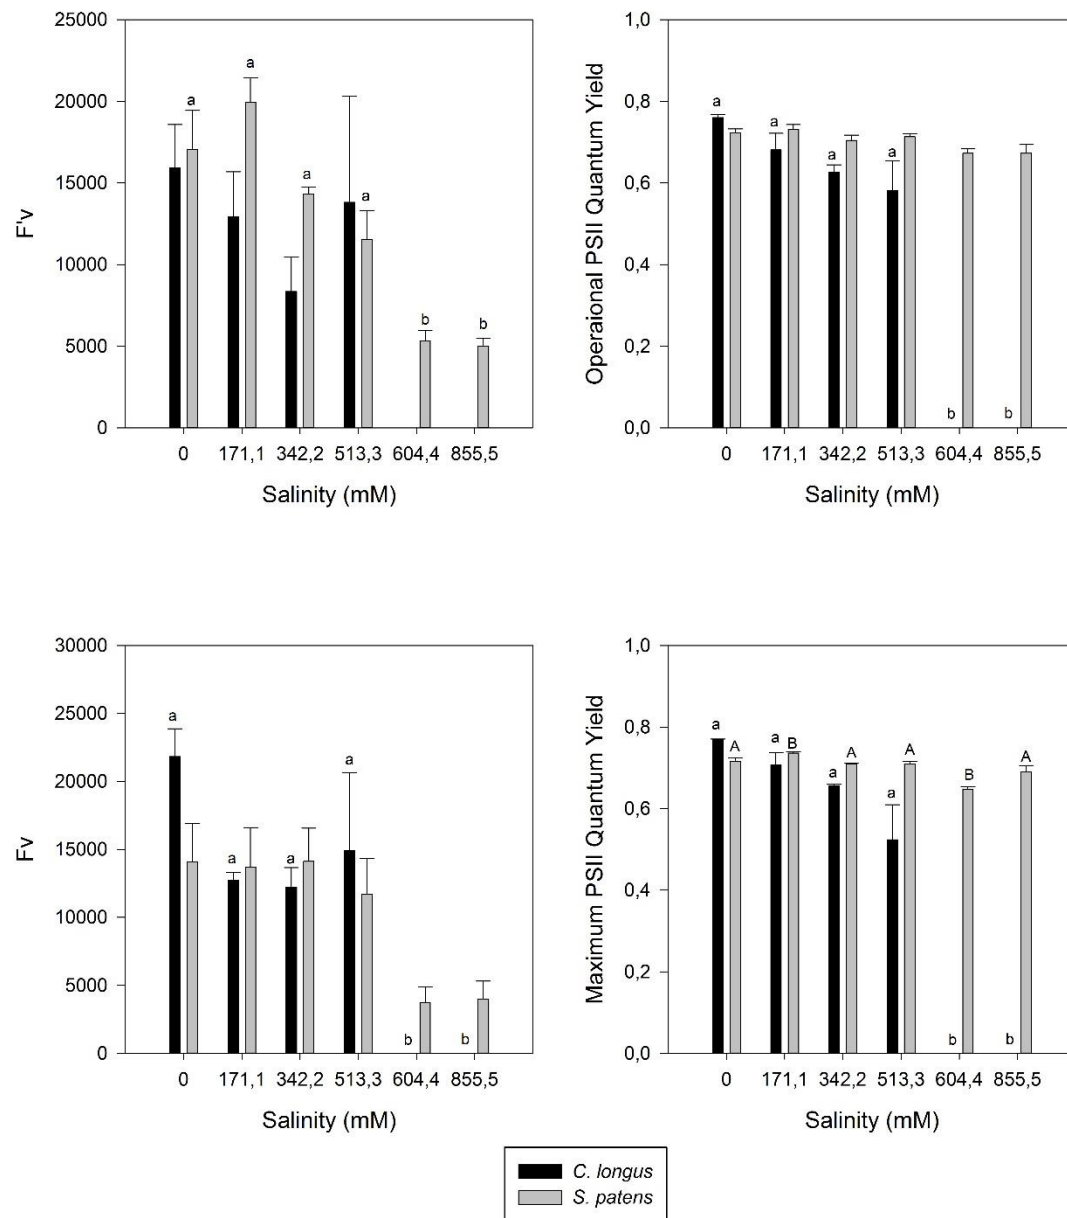 25000
20000
15000
10000
5000
0
F'v
a
a
a
a
b
b
0 171,1 342,2 513,3 604,4 855,5
Salinity (mM)
1,0
0,8
0,6
0,4
0,2
0,0
Operaional PSII Quantum Yield
a
a
a
a
b
b
0 171,1 342,2 513,3 604,4 855,5
Salinity (mM)
30000
25000
20000
15000
10000
5000
0
Fv
a
a
a
a
b
b
0 171,1 342,2 513,3 604,4 855,5
Salinity (mM)
1,0
0,8
0,6
0,4
0,2
0,0
Maximum PSII Quantum Yield
a
A
a
B
a
A
a
A
b
B
b
A
0 171,1 342,2 513,3 604,4 855,5
Salinity (mM)
C. longus
S. patens